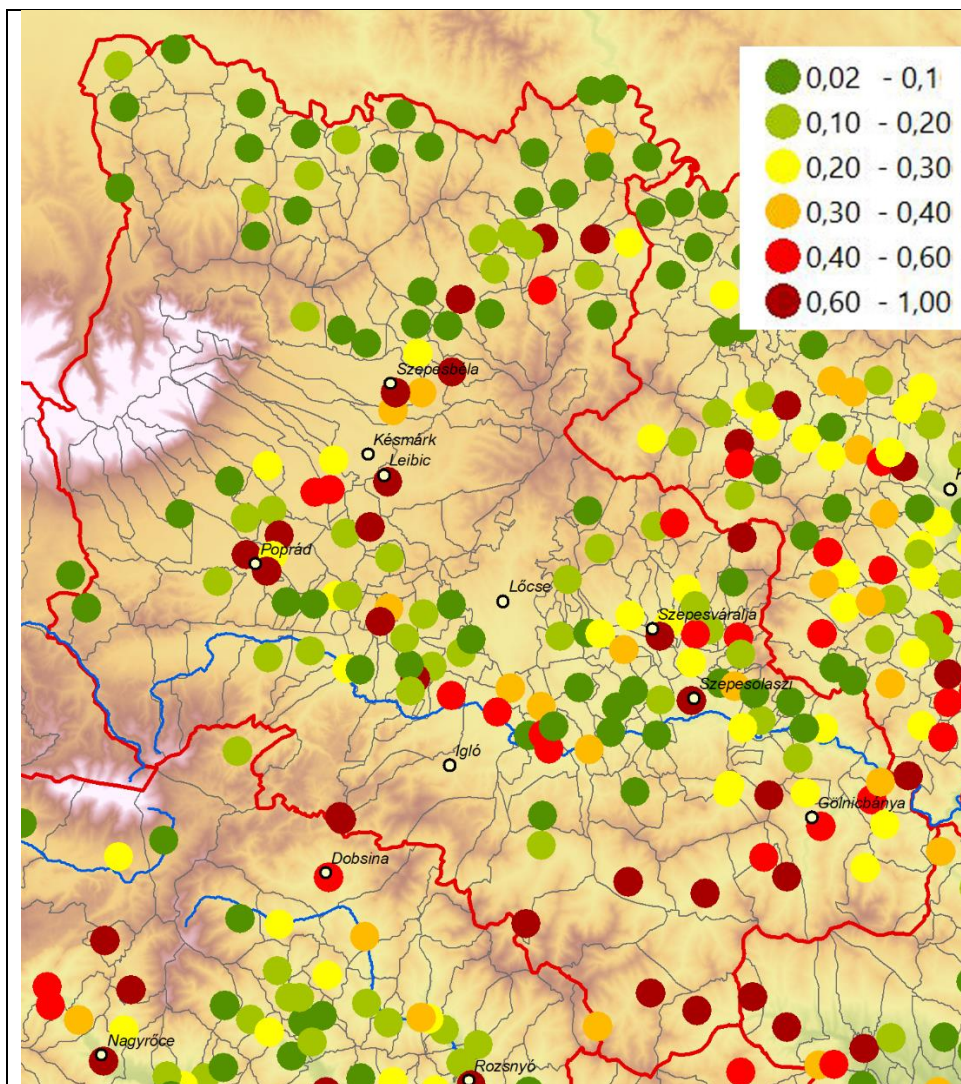 0,02 - 0,1
0,10 - 0,20
0,20 - 0,30
0,30 - 0,40
0,40 - 0,60
0,60 - 1,00
Szepesbéla
Késmárk
Leibic
K
Poprád
Lőcse
Szepesváralja
Szepesolaszi
Igló
Gölnicbánya
Dobsina
Nagyrőce
Rozsnyó